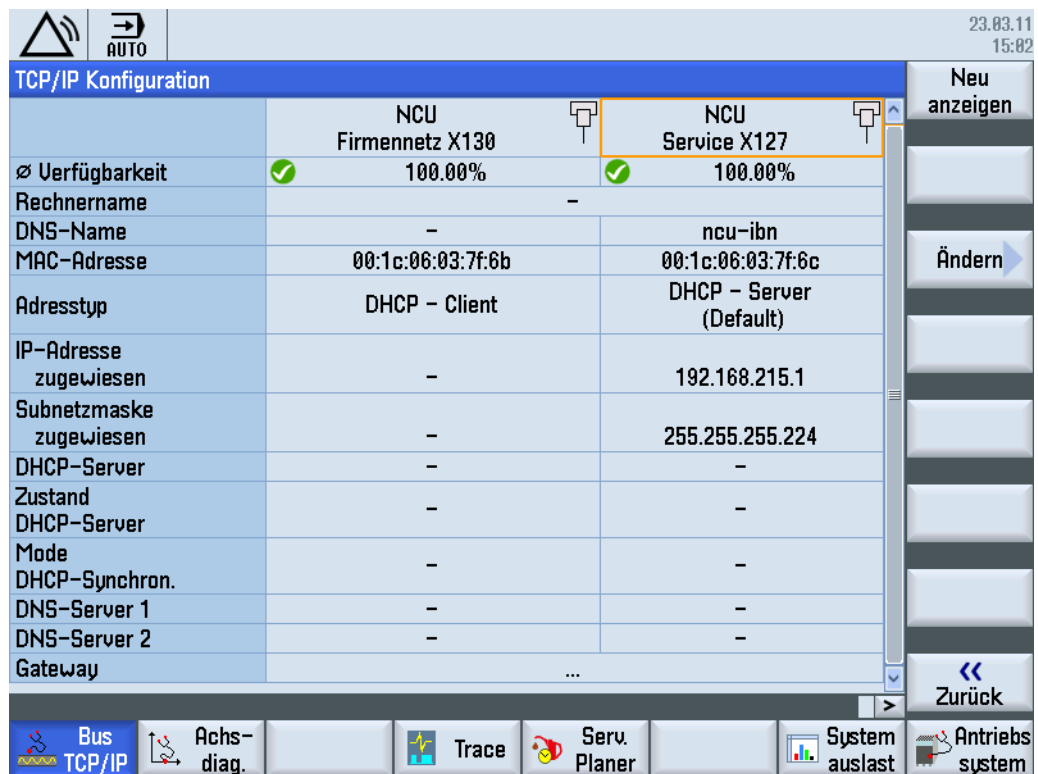 23.03.11
15:02
AUTO
TCP/IP Konfiguration
Neu
anzeigen
NCU
Firmennetz X130
NCU
Service X127
Ø Verfügbarkeit 100.00% 100.00%
Rechnername –
DNS-Name – ncu-ibn
MAC-Adresse 00:1c:06:03:7f:6b 00:1c:06:03:7f:6c
Ändern
Adresstyp DHCP – Client DHCP – Server
(Default)
IP-Adresse
zugewiesen – 192.168.215.1
Subnetzmaske
zugewiesen – 255.255.255.224
DHCP-Server – –
Zustand
DHCP-Server – –
Mode
DHCP-Synchron. – –
DNS-Server 1 – –
DNS-Server 2 – –
Gateway ...
<<
Zurück
>
Bus
TCP/IP
Achs-
diag.
Trace
Serv.
Planer
System
auslast
Antriebs
system